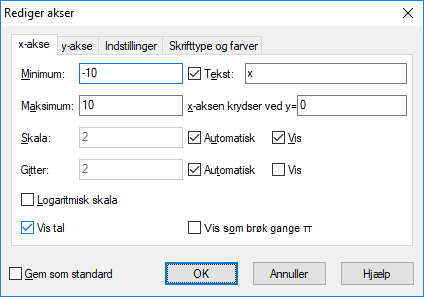 Rediger akser
x-akse y-akse Indstillinger Skrifttype og farver
Minimum: -10 Tekst: x
Maksimum: 10 x-aksen krydser ved y= 0
Skala: 2 Automatisk Vis
Gitter: 2 Automatisk Vis
Logaritmisk skala
Vis tal Vis som brøk gange π
Gem som standard OK Annuller Hjælp